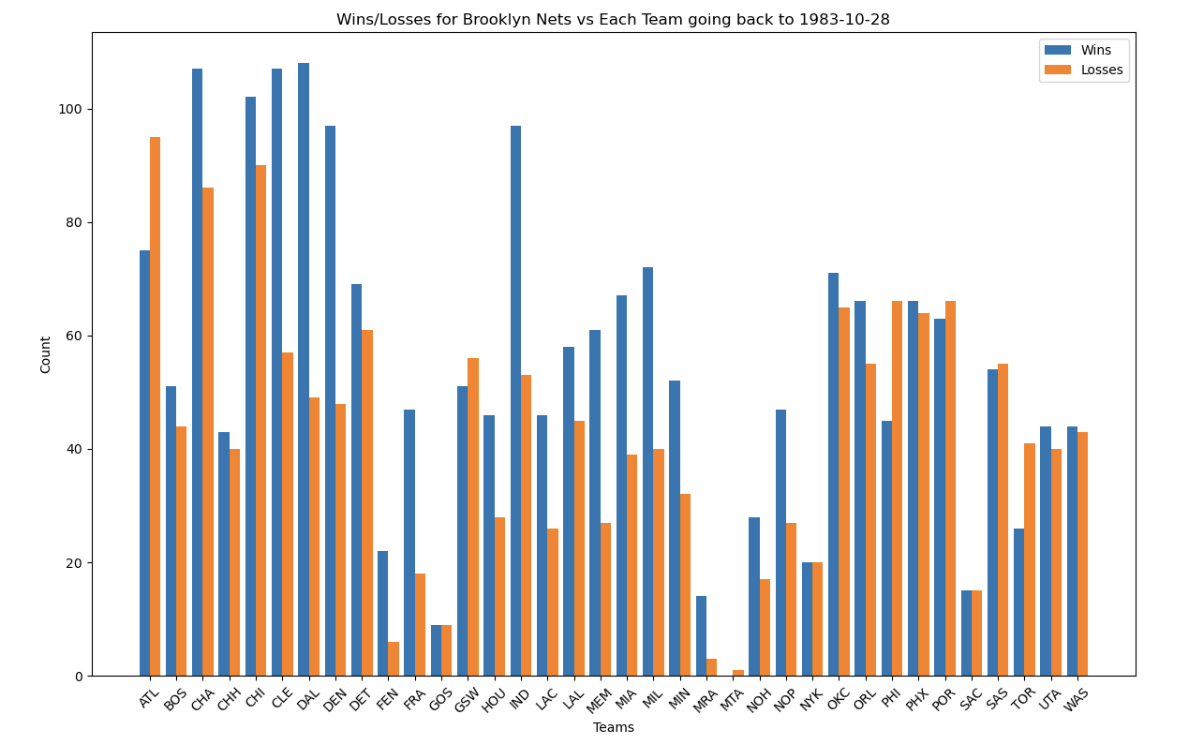 Wins/Losses for Brooklyn Nets vs Each Team going back to 1983-10-28
Wins
Losses
100
80
60
40
20
0
Count
ATL BOS CHA CHH CHI CLE DAL DEN DET FEN FRA GOS GSW HOU IND LAC LAL MEM MIA MIL MIN MRA MTA NOH NOP NYK OKC ORL PHI PHX POR SAC SAS TOR UTA WAS
Teams